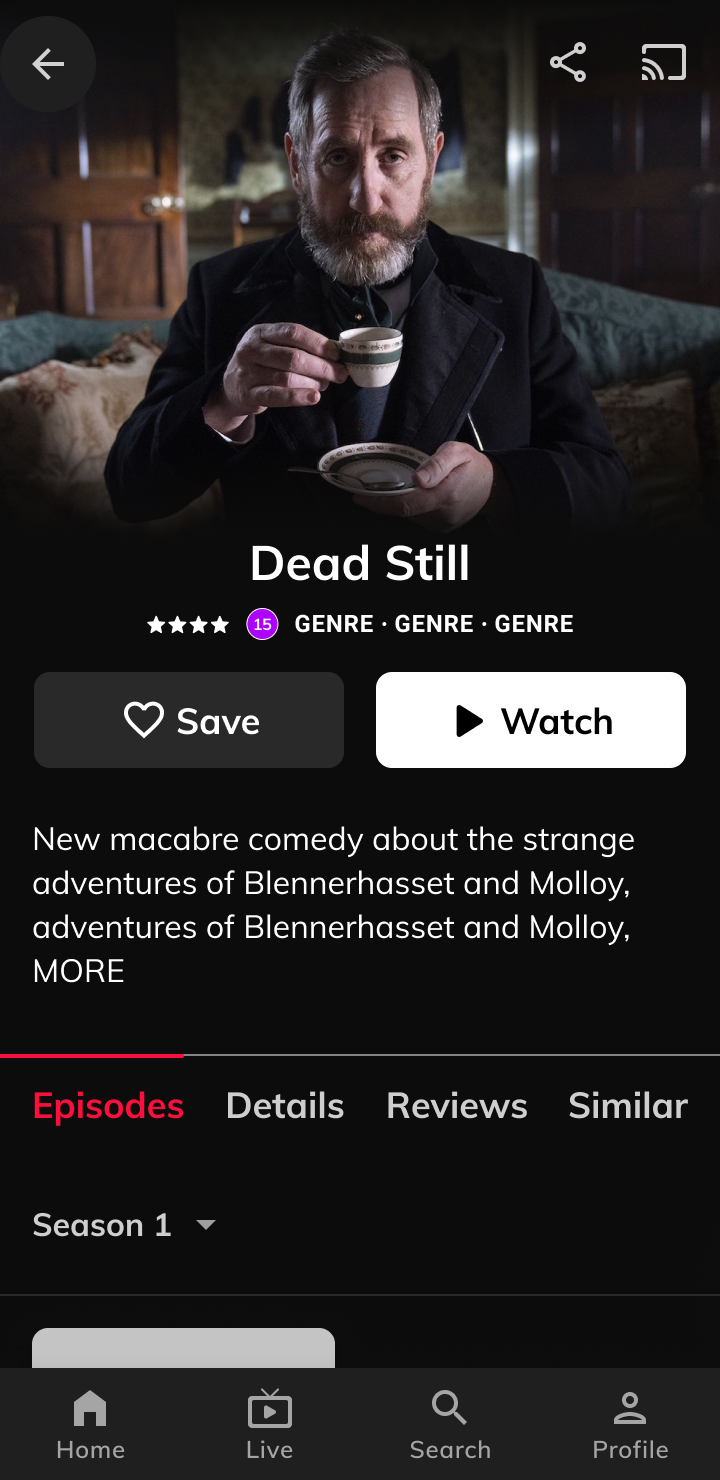 Dead Still
15 GENRE · GENRE · GENRE
Save
Watch
New macabre comedy about the strange
adventures of Blennerhasset and Molloy,
adventures of Blennerhasset and Molloy,
MORE
Episodes Details Reviews Similar
Season 1
Home Live Search Profile